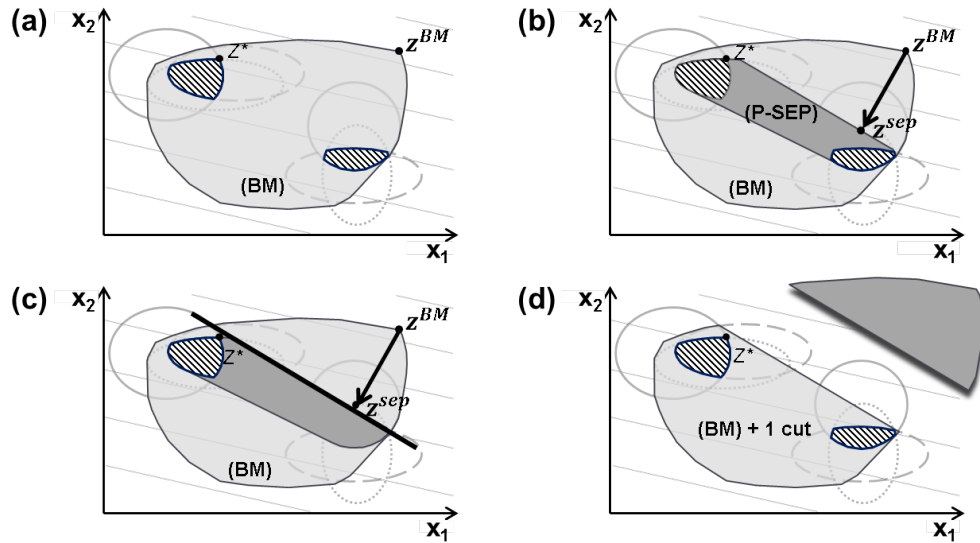 (a)
x2
z^BM
Z*
(BM)
x1
(b)
x2
Z*
z^BM
(P-SEP)
z^sep
(BM)
x1
(c)
x2
z^BM
Z*
z^sep
(BM)
x1
(d)
x2
Z*
(BM) + 1 cut
x1